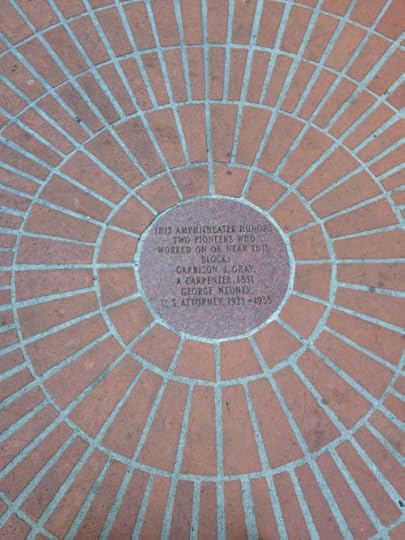 THIS AMPHITHEATER HONORS
TWO PIONEERS WHO
WORKED ON OR NEAR THIS
BLOCK:
GARRISON J. GRAY,
A CARPENTER, 1851
GEORGE NEUNER,
U.S. ATTORNEY, 1925-1933